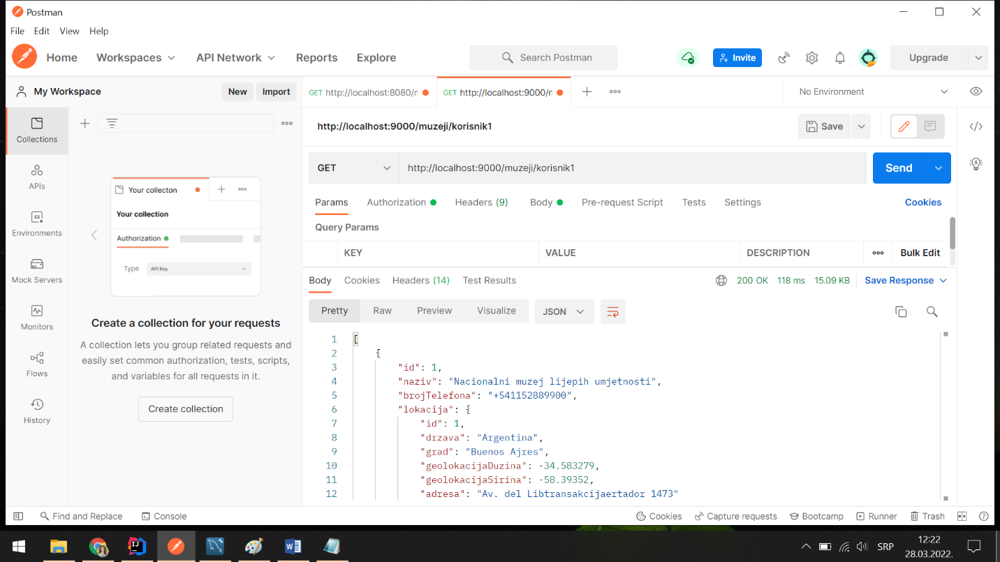 Postman
File Edit View Help
Home Workspaces API Network Reports Explore Search Postman Invite Upgrade
My Workspace New Import GET http://localhost:8080/n GET http://localhost:9000/n No Environment
Collections
APIs
Environments
Mock Servers
Monitors
Flows
History
Your collecton
Your collection
Authorization
Type API Key
Create a collection for your requests
A collection lets you group related requests and
easily set common authorization, tests, scripts,
and variables for all requests in it.
Create collection
http://localhost:9000/muzeji/korisnik1 Save
GET http://localhost:9000/muzeji/korisnik1 Send
Params Authorization Headers (9) Body Pre-request Script Tests Settings Cookies
Query Params
KEY VALUE DESCRIPTION Bulk Edit
Body Cookies Headers (14) Test Results 200 OK 118 ms 15.09 KB Save Response
Pretty Raw Preview Visualize JSON
1 [
2 {
3 "id": 1,
4 "naziv": "Nacionalni muzej lijepih umjetnosti",
5 "brojTelefona": "+541152889900",
6 "lokacija": {
7 "id": 1,
8 "drzava": "Argentina",
9 "grad": "Buenos Ajres",
10 "geolokacijaDuzina": -34.583279,
11 "geolokacijaSirina": -58.39352,
12 "adresa": "Av. del Libtransakcijaertador 1473"
Find and Replace Console Cookies Capture requests Bootcamp Runner Trash
SRP
12:22
28.03.2022.